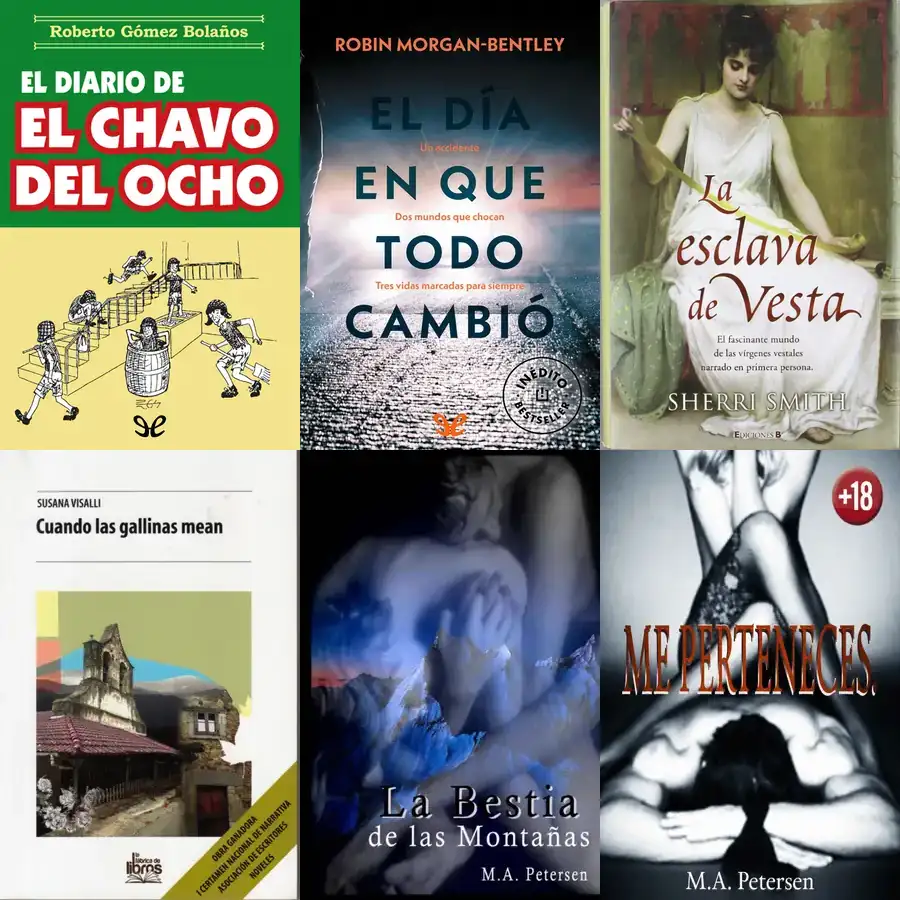 Roberto Gómez Bolaños
EL DIARIO DE
EL CHAVO
DEL OCHO
ROBIN MORGAN-BENTLEY
EL DÍA
Un accidente
EN QUE
Dos mundos que chocan
TODO
Tres vidas marcadas para siempre
CAMBIÓ
INÉDITO
BESTSELLER
La
esclava
de Vesta
El fascinante mundo
de las vírgenes vestales
narrado en primera persona.
SHERRI SMITH
EDICIONES B
SUSANA VISALLI
Cuando las gallinas mean
la fábrica de
libros
OBRA GANADORA
I CERTAMEN NACIONAL DE NARRATIVA
ASOCIACIÓN DE ESCRITORES
NOVELES
La Bestia
de las Montañas
M.A. Petersen
+18
ME PERTENECES.
M.A. Petersen